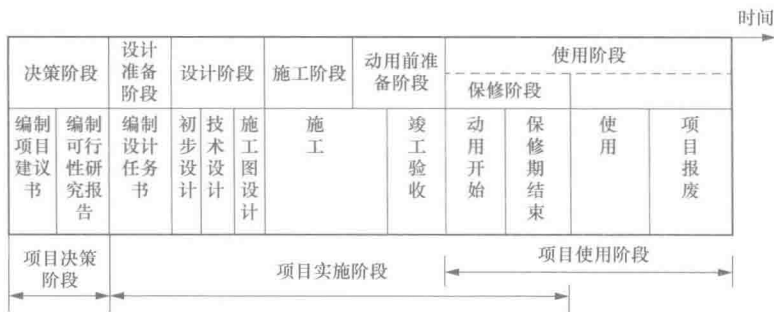 时间
决策阶段
设计
准备
阶段
设计阶段
施工阶段
动用前准
备阶段
使用阶段
保修阶段
编制
项目
建议
书
编制
可行
性研
究报
告
编制
设计
任务
书
初步设计
技术设计
施工图设计
施工
竣工验收
动用开始
保修期结束
使用
项目报废
项目决策
阶段
项目实施阶段
项目使用阶段